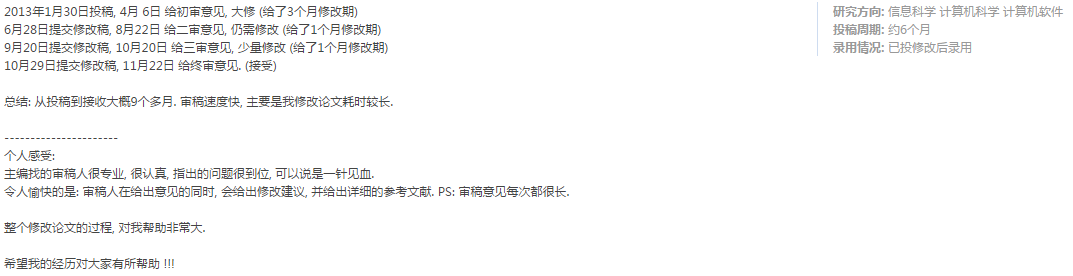 2013年1月30日投稿, 4月 6日 给初审意见, 大修 (给了3个月修改期)
6月28日提交修改稿, 8月22日 给二审意见, 仍需修改 (给了1个月修改期)
9月20日提交修改稿, 10月20日 给三审意见, 少量修改 (给了1个月修改期)
10月29日提交修改稿, 11月22日 给终审意见. (接受)
总结: 从投稿到接收大概9个多月. 审稿速度快, 主要是我修改论文耗时较长.
----------------------
个人感受:
主编找的审稿人很专业, 很认真, 指出的问题很到位, 可以说是一针见血.
令人愉快的是: 审稿人在给出意见的同时, 会给出修改建议, 并给出详细的参考文献. PS: 审稿意见每次都很长.
整个修改论文的过程, 对我帮助非常大.
希望我的经历对大家有所帮助 !!!
研究方向: 信息科学 计算机科学 计算机软件
投稿周期: 约6个月
录用情况: 已投修改后录用